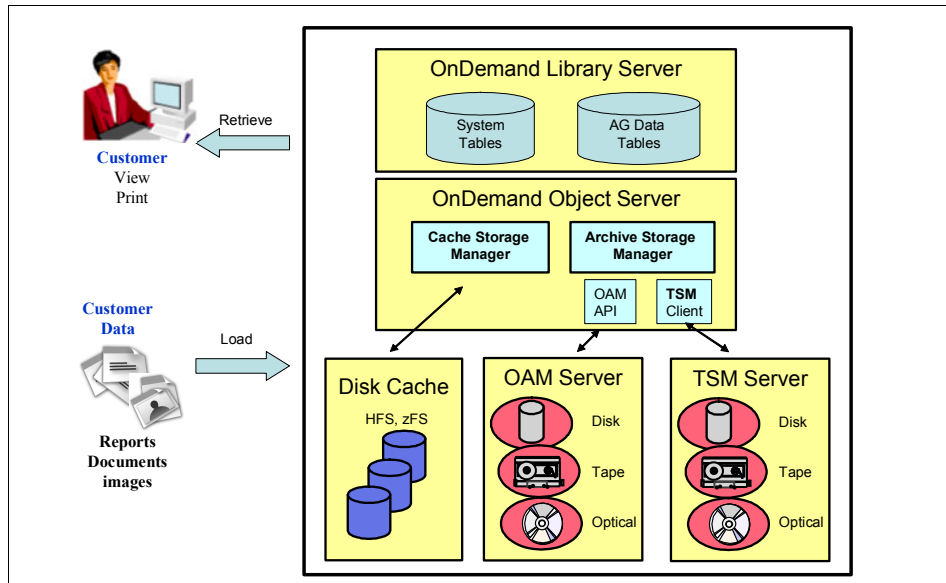 OnDemand Library Server
System
Tables
AG Data
Tables
Retrieve
Customer
View
Print
OnDemand Object Server
Cache Storage
Manager
Archive Storage
Manager
OAM
API
TSM
Client
Customer
Data
Load
Reports
Documents
images
Disk Cache
HFS, zFS
OAM Server
Disk
Tape
Optical
TSM Server
Disk
Tape
Optical